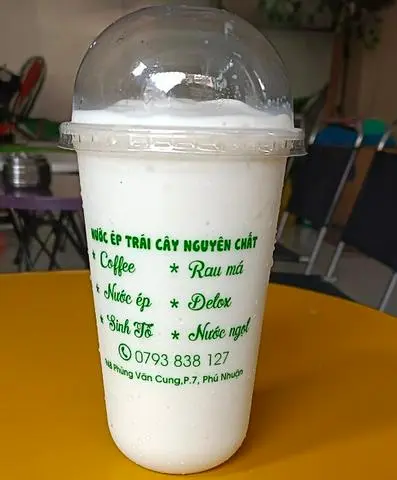 NƯỚC ÉP TRÁI CÂY NGUYÊN CHẤT
* Coffee * Rau má
* Nước ép * Detox
* Sinh Tố * Nước ngọt
0793 838 127
Phùng Văn Cung,P.7, Phú Nhuận